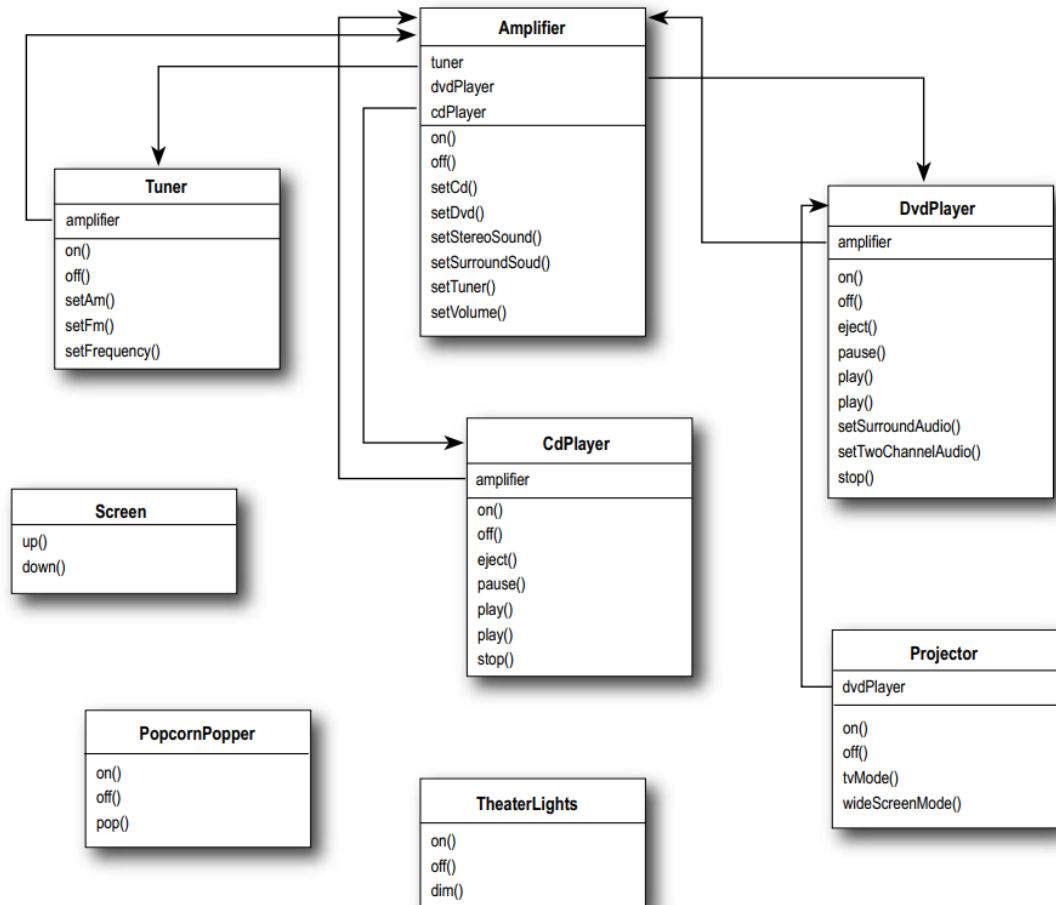 Amplifier
tuner
dvdPlayer
cdPlayer
on()
off()
setCd()
setDvd()
setStereoSound()
setSurroundSoud()
setTuner()
setVolume()
Tuner
amplifier
on()
off()
setAm()
setFm()
setFrequency()
DvdPlayer
amplifier
on()
off()
eject()
pause()
play()
play()
setSurroundAudio()
setTwoChannelAudio()
stop()
CdPlayer
amplifier
on()
off()
eject()
pause()
play()
play()
stop()
Screen
up()
down()
Projector
dvdPlayer
on()
off()
tvMode()
wideScreenMode()
PopcornPopper
on()
off()
pop()
TheaterLights
on()
off()
dim()